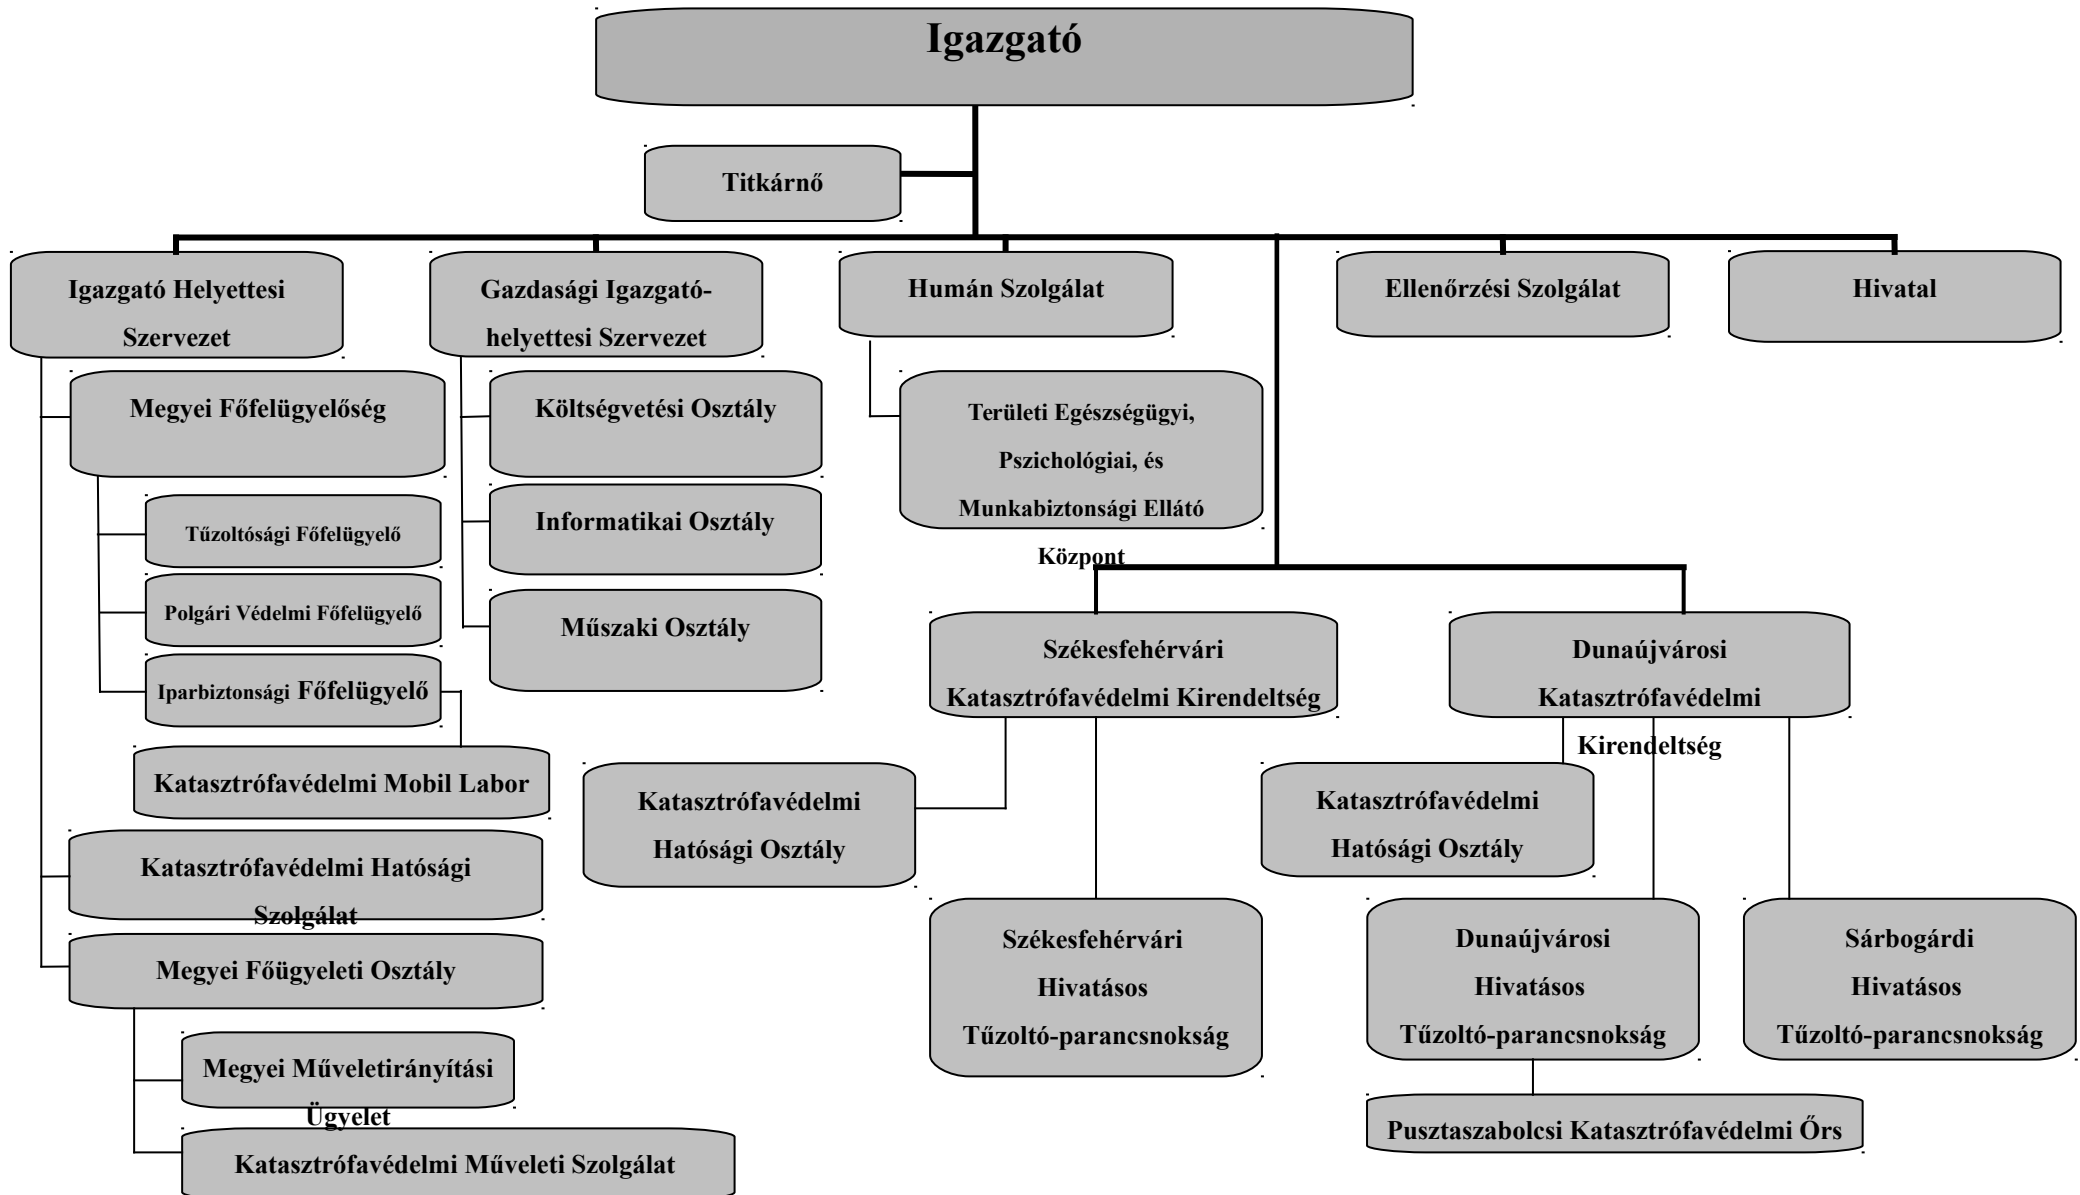 Igazgató
Titkárnő
Igazgató Helyettesi
Szervezet
Gazdasági Igazgató-
helyettesi Szervezet
Humán Szolgálat
Ellenőrzési Szolgálat
Hivatal
Megyei Főfelügyelőség
Tűzoltósági Főfelügyelő
Polgári Védelmi Főfelügyelő
Iparbiztonsági Főfelügyelő
Katasztrófavédelmi Mobil Labor
Katasztrófavédelmi Hatósági
Szolgálat
Megyei Főügyeleti Osztály
Megyei Műveletirányítási
Ügyelet
Katasztrófavédelmi Műveleti Szolgálat
Költségvetési Osztály
Informatikai Osztály
Műszaki Osztály
Területi Egészségügyi,
Pszichológiai, és
Munkabiztonsági Ellátó
Központ
Székesfehérvári
Katasztrófavédelmi Kirendeltség
Katasztrófavédelmi
Hatósági Osztály
Székesfehérvári
Hivatásos
Tűzoltó-parancsnokság
Dunaújvárosi
Katasztrófavédelmi
Kirendeltség
Katasztrófavédelmi
Hatósági Osztály
Dunaújvárosi
Hivatásos
Tűzoltó-parancsnokság
Pusztaszabolcsi Katasztrófavédelmi Őrs
Sárbogárdi
Hivatásos
Tűzoltó-parancsnokság